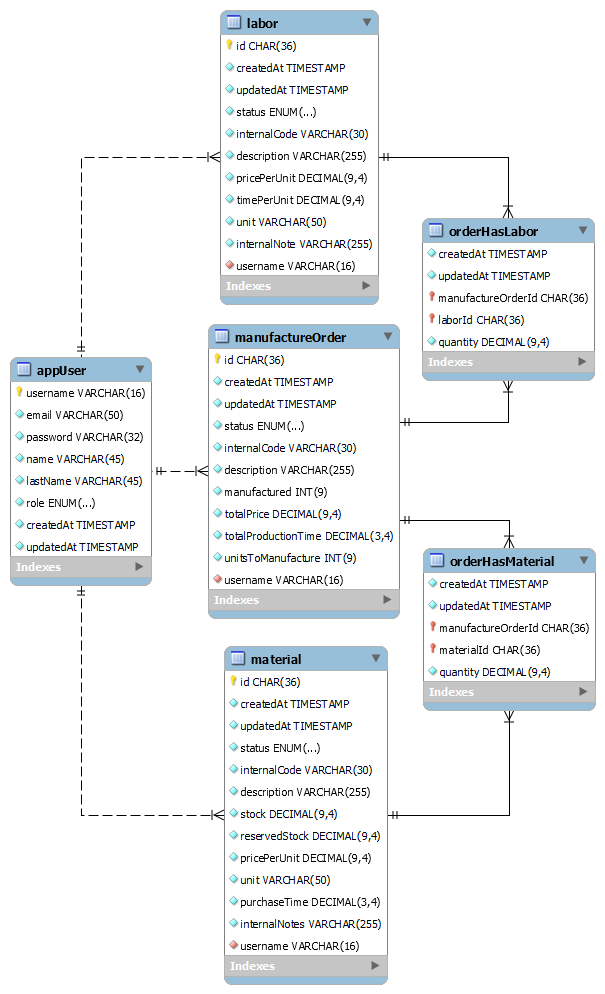 labor
id CHAR(36)
createdAt TIMESTAMP
updatedAt TIMESTAMP
status ENUM(...)
internalCode VARCHAR(30)
description VARCHAR(255)
pricePerUnit DECIMAL(9,4)
timePerUnit DECIMAL(9,4)
unit VARCHAR(50)
internalNote VARCHAR(255)
username VARCHAR(16)
Indexes
orderHasLabor
createdAt TIMESTAMP
updatedAt TIMESTAMP
manufactureOrderId CHAR(36)
laborId CHAR(36)
quantity DECIMAL(9,4)
Indexes
manufactureOrder
id CHAR(36)
createdAt TIMESTAMP
updatedAt TIMESTAMP
status ENUM(...)
internalCode VARCHAR(30)
description VARCHAR(255)
manufactured INT(9)
totalPrice DECIMAL(9,4)
totalProductionTime DECIMAL(3,4)
unitsToManufacture INT(9)
username VARCHAR(16)
Indexes
appUser
username VARCHAR(16)
email VARCHAR(50)
password VARCHAR(32)
name VARCHAR(45)
lastName VARCHAR(45)
role ENUM(...)
createdAt TIMESTAMP
updatedAt TIMESTAMP
Indexes
orderHasMaterial
createdAt TIMESTAMP
updatedAt TIMESTAMP
manufactureOrderId CHAR(36)
materialId CHAR(36)
quantity DECIMAL(9,4)
Indexes
material
id CHAR(36)
createdAt TIMESTAMP
updatedAt TIMESTAMP
status ENUM(...)
internalCode VARCHAR(30)
description VARCHAR(255)
stock DECIMAL(9,4)
reservedStock DECIMAL(9,4)
pricePerUnit DECIMAL(9,4)
unit VARCHAR(50)
purchaseTime DECIMAL(3,4)
internalNotes VARCHAR(255)
username VARCHAR(16)
Indexes